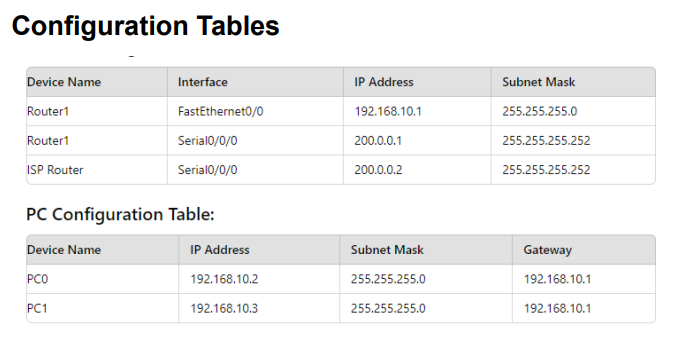 Configuration Tables
Device Name Interface IP Address Subnet Mask
Router1 FastEthernet0/0 192.168.10.1 255.255.255.0
Router1 Serial0/0/0 200.0.0.1 255.255.255.252
ISP Router Serial0/0/0 200.0.0.2 255.255.255.252
PC Configuration Table:
Device Name IP Address Subnet Mask Gateway
PC0 192.168.10.2 255.255.255.0 192.168.10.1
PC1 192.168.10.3 255.255.255.0 192.168.10.1